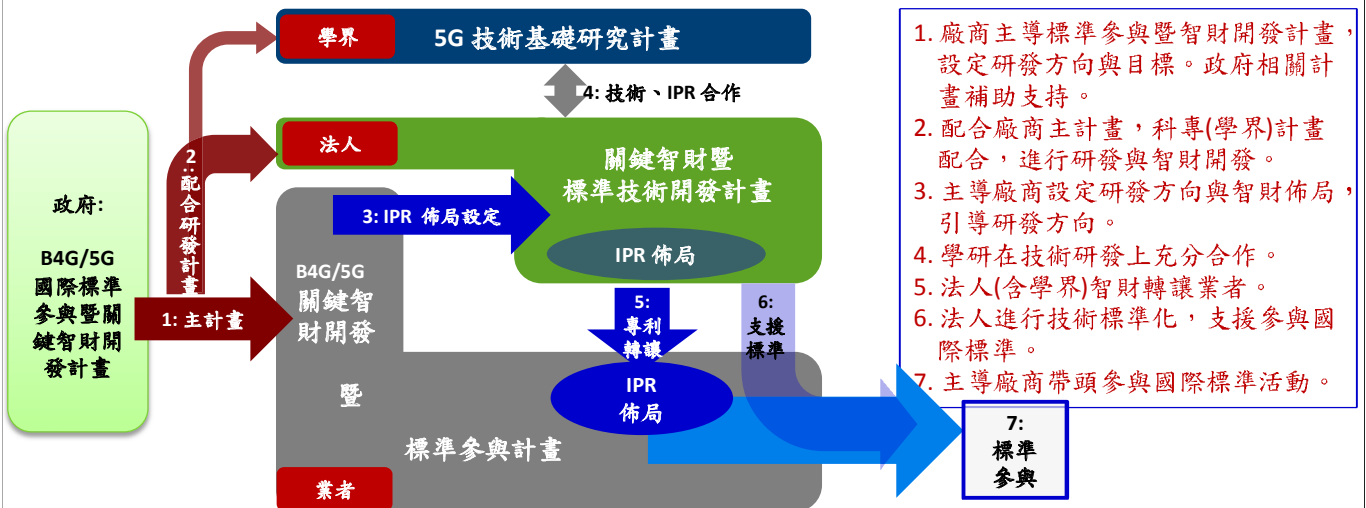 學界
5G 技術基礎研究計畫
4: 技術、IPR 合作
法人
關鍵智財暨
標準技術開發計畫
IPR 佈局
2:配合研發計畫
政府:
B4G/5G
國際標準
參與暨關
鍵智財開
發計畫
1: 主計畫
3: IPR 佈局設定
B4G/5G
關鍵智
財開發
暨
標準參與計畫
業者
5:
專利
轉讓
6:
支援
標準
IPR
佈局
7:
標準
參與
1. 廠商主導標準參與暨智財開發計畫，
設定研發方向與目標。政府相關計
畫補助支持。
2. 配合廠商主計畫，科專(學界)計畫
配合，進行研發與智財開發。
3. 主導廠商設定研發方向與智財佈局，
引導研發方向。
4. 學研在技術研發上充分合作。
5. 法人(含學界)智財轉讓業者。
6. 法人進行技術標準化，支援參與國
際標準。
7. 主導廠商帶頭參與國際標準活動。